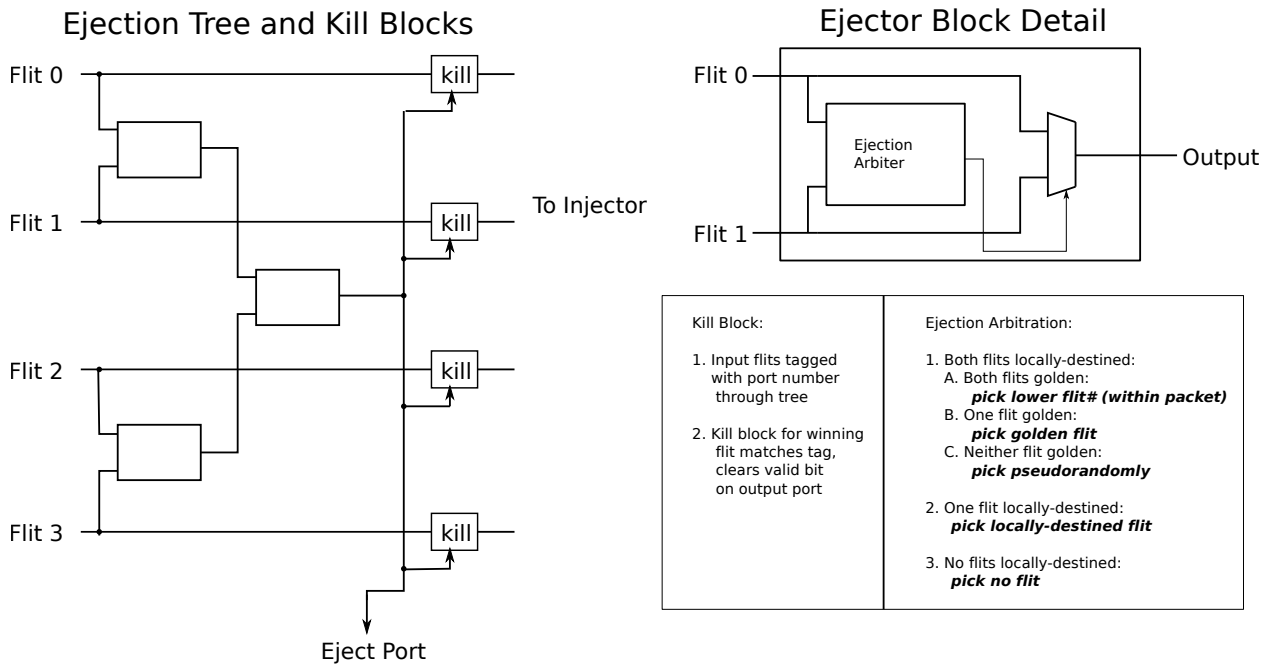 Ejection Tree and Kill Blocks
Flit 0
kill
Flit 1
kill
To Injector
Flit 2
kill
Flit 3
kill
Eject Port
Ejector Block Detail
Flit 0
Ejection
Arbiter
Output
Flit 1
Kill Block:
1. Input flits tagged
with port number
through tree
2. Kill block for winning
flit matches tag,
clears valid bit
on output port
Ejection Arbitration:
1. Both flits locally-destined:
A. Both flits golden:
pick lower flit# (within packet)
B. One flit golden:
pick golden flit
C. Neither flit golden:
pick pseudorandomly
2. One flit locally-destined:
pick locally-destined flit
3. No flits locally-destined:
pick no flit